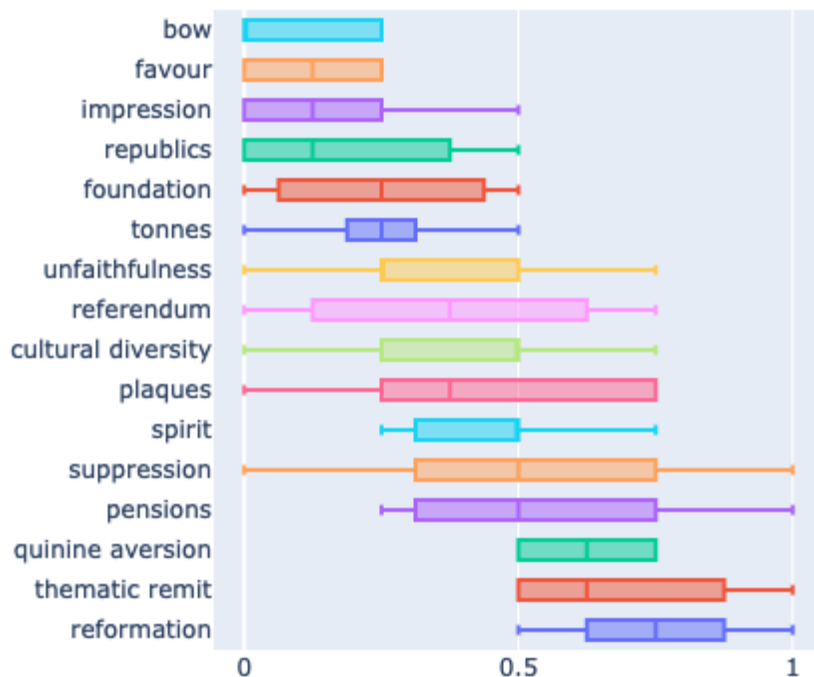 bow
favour
impression
republics
foundation
tonnes
unfaithfulness
referendum
cultural diversity
plaques
spirit
suppression
pensions
quinine aversion
thematic remit
reformation
0 0.5 1